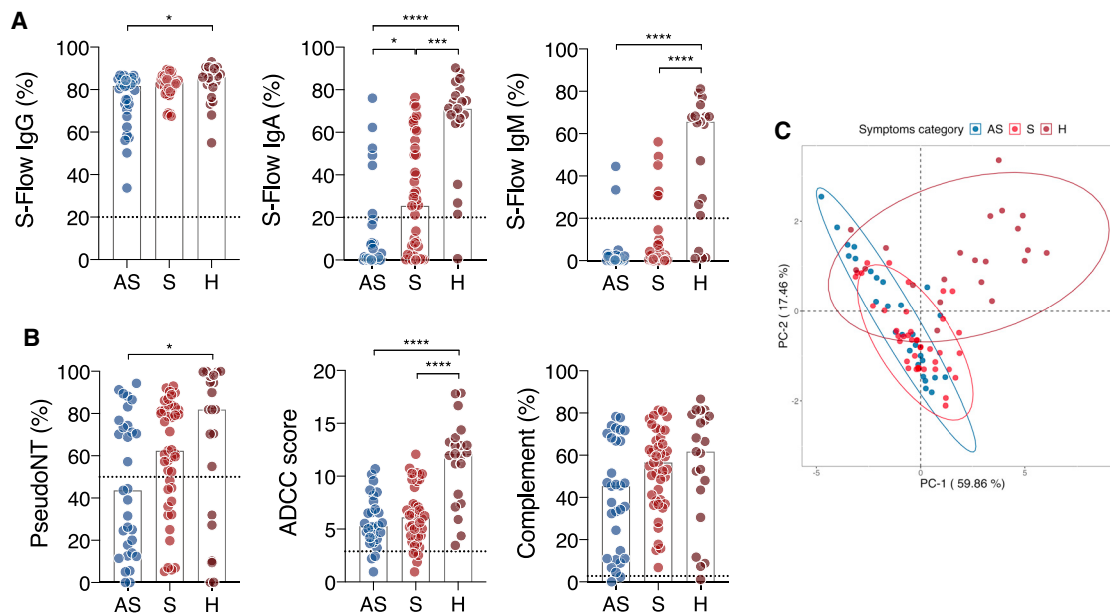 A
*
S-Flow IgG (%)
100
80
60
40
20
0
AS S H
****
* ***
S-Flow IgA (%)
100
80
60
40
20
0
AS S H
****
****
S-Flow IgM (%)
100
80
60
40
20
0
AS S H
B
*
PseudoNT (%)
100
80
60
40
20
0
AS S H
****
****
ADCC score
20
15
10
5
0
AS S H
Complement (%)
100
80
60
40
20
0
AS S H
C
Symptoms category AS S H
PC-2 ( 17.46 %)
2
0
-2
-5 0 5
PC-1 ( 59.86 %)